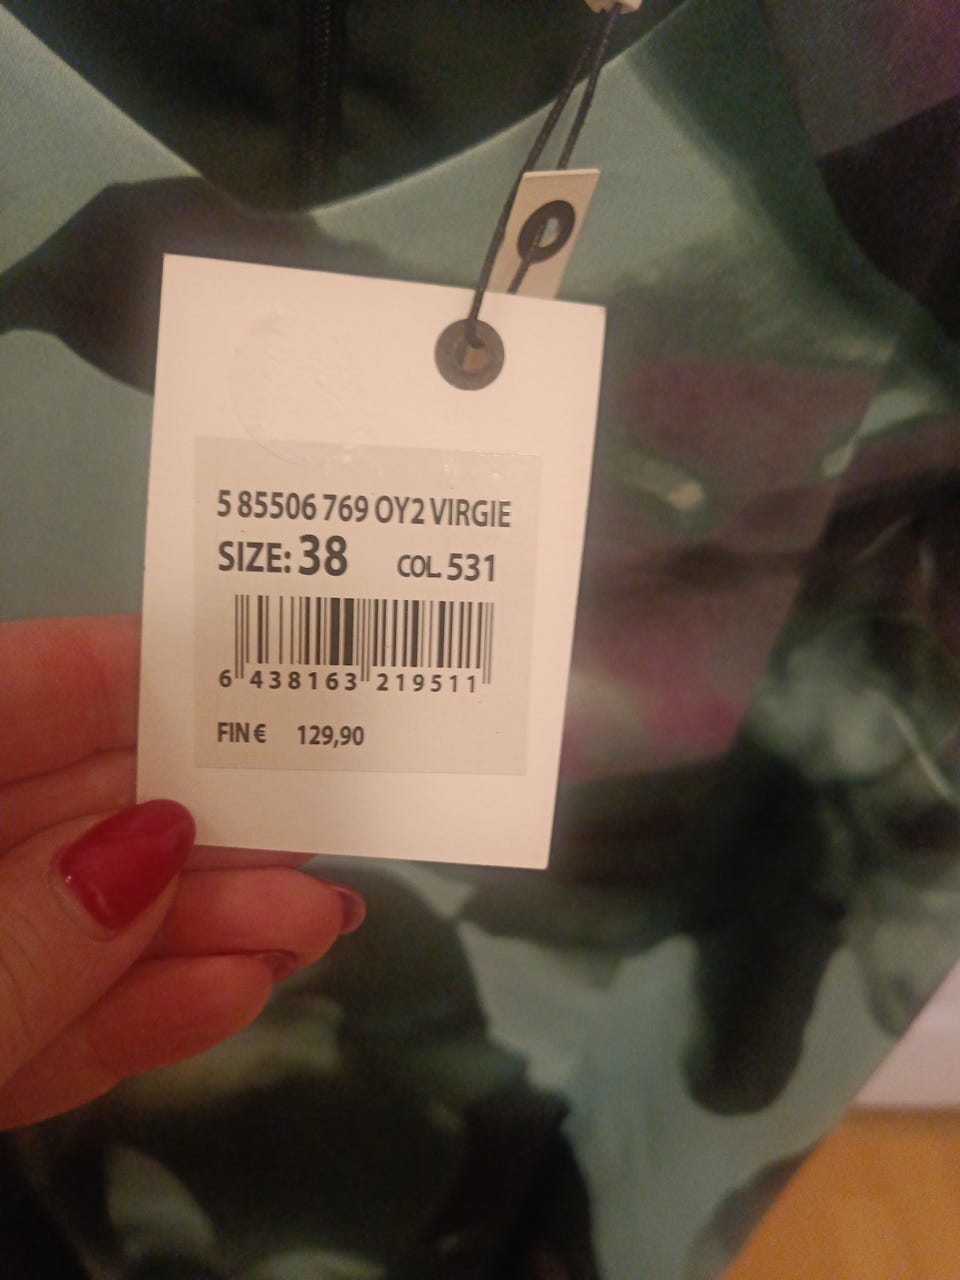 5 85506 769 OY2 VIRGIE
SIZE: 38 COL. 531
6 438163 219511
FIN € 129,90